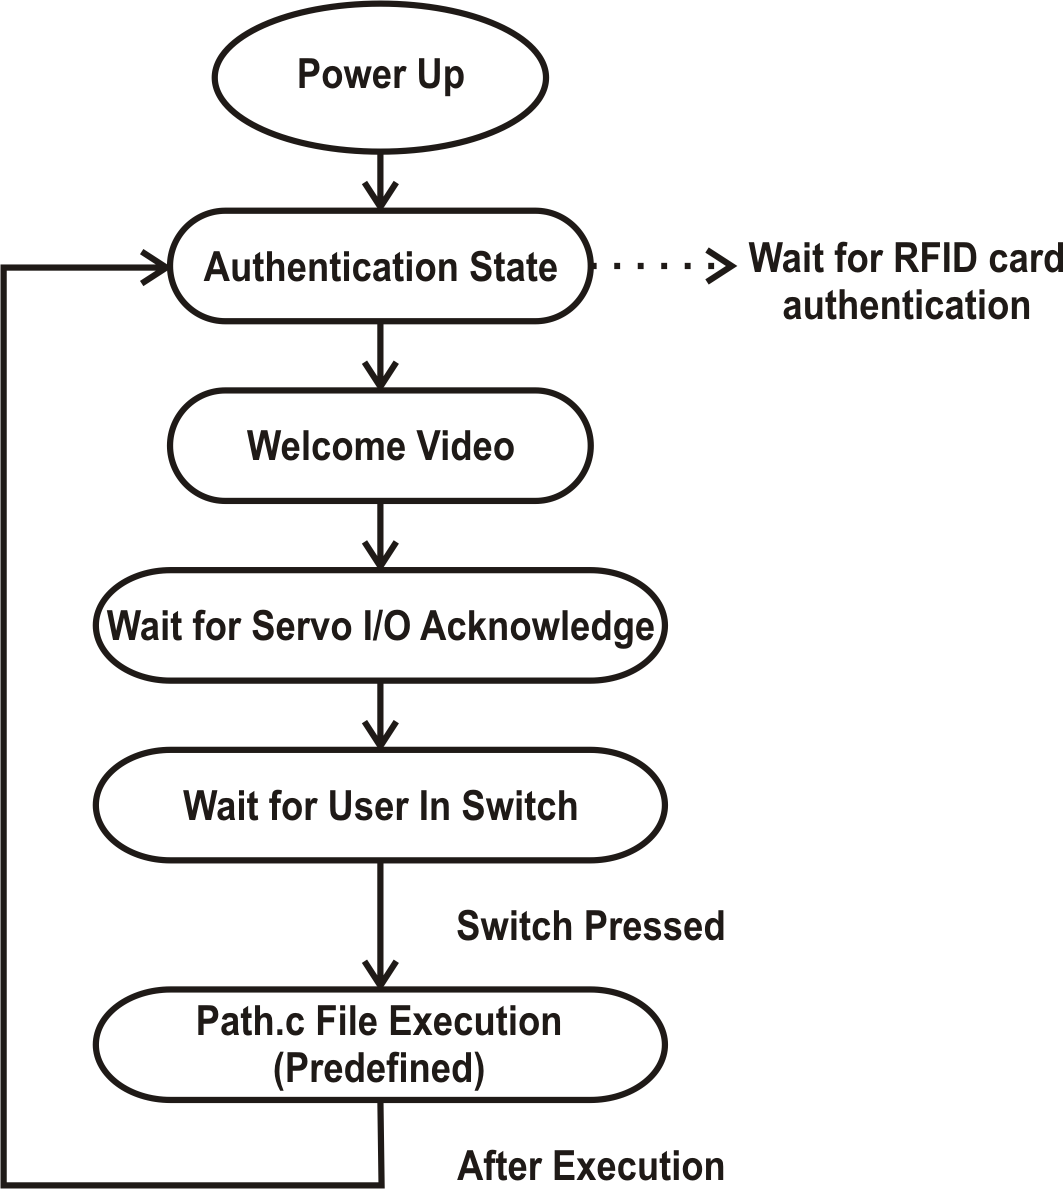 Power Up
Authentication State
Wait for RFID card
authentication
Welcome Video
Wait for Servo I/O Acknowledge
Wait for User In Switch
Switch Pressed
Path.c File Execution
(Predefined)
After Execution